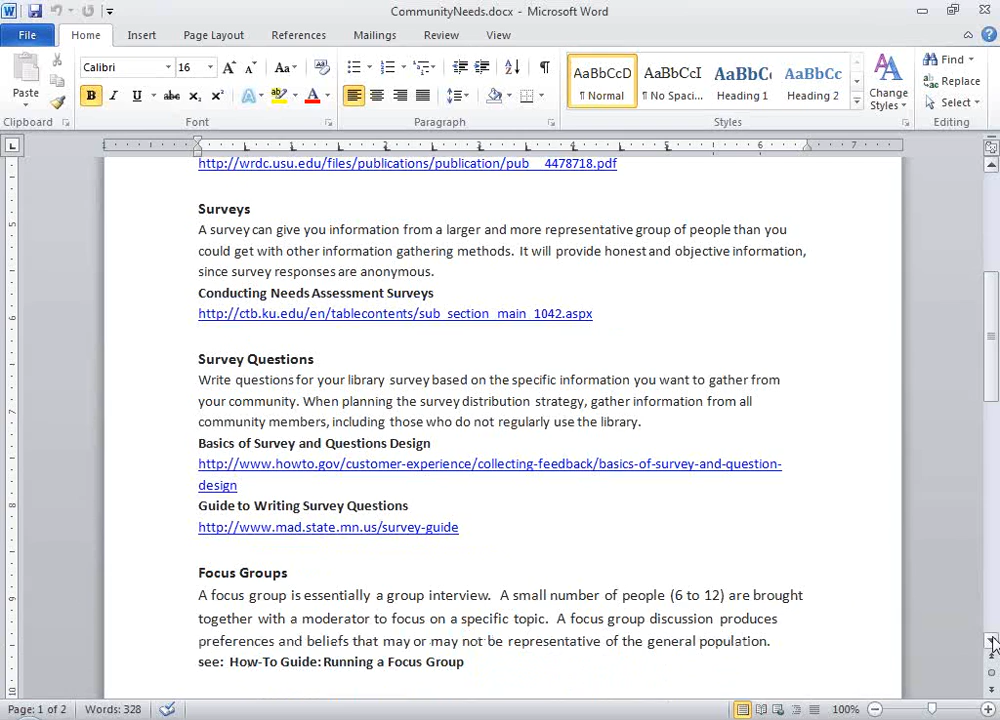 CommunityNeeds.docx - Microsoft Word
File Home Insert Page Layout References Mailings Review View
Calibri 16
Paste
AaBbCcD AaBbCcI AaBbC AaBbCc
¶ Normal ¶ No Spaci... Heading 1 Heading 2
Change Styles
Find
Replace
Select
Clipboard Font Paragraph Styles Editing
1 2 3 4 5 6 7
http://wrdc.usu.edu/files/publications/publication/pub__4478718.pdf
Surveys
A survey can give you information from a larger and more representative group of people than you
could get with other information gathering methods. It will provide honest and objective information,
since survey responses are anonymous.
Conducting Needs Assessment Surveys
http://ctb.ku.edu/en/tablecontents/sub_section_main_1042.aspx
Survey Questions
Write questions for your library survey based on the specific information you want to gather from
your community. When planning the survey distribution strategy, gather information from all
community members, including those who do not regularly use the library.
Basics of Survey and Questions Design
http://www.howto.gov/customer-experience/collecting-feedback/basics-of-survey-and-question-
design
Guide to Writing Survey Questions
http://www.mad.state.mn.us/survey-guide
Focus Groups
A focus group is essentially a group interview. A small number of people (6 to 12) are brought
together with a moderator to focus on a specific topic. A focus group discussion produces
preferences and beliefs that may or may not be representative of the general population.
see: How-To Guide: Running a Focus Group
Page: 1 of 2 Words: 328 100%